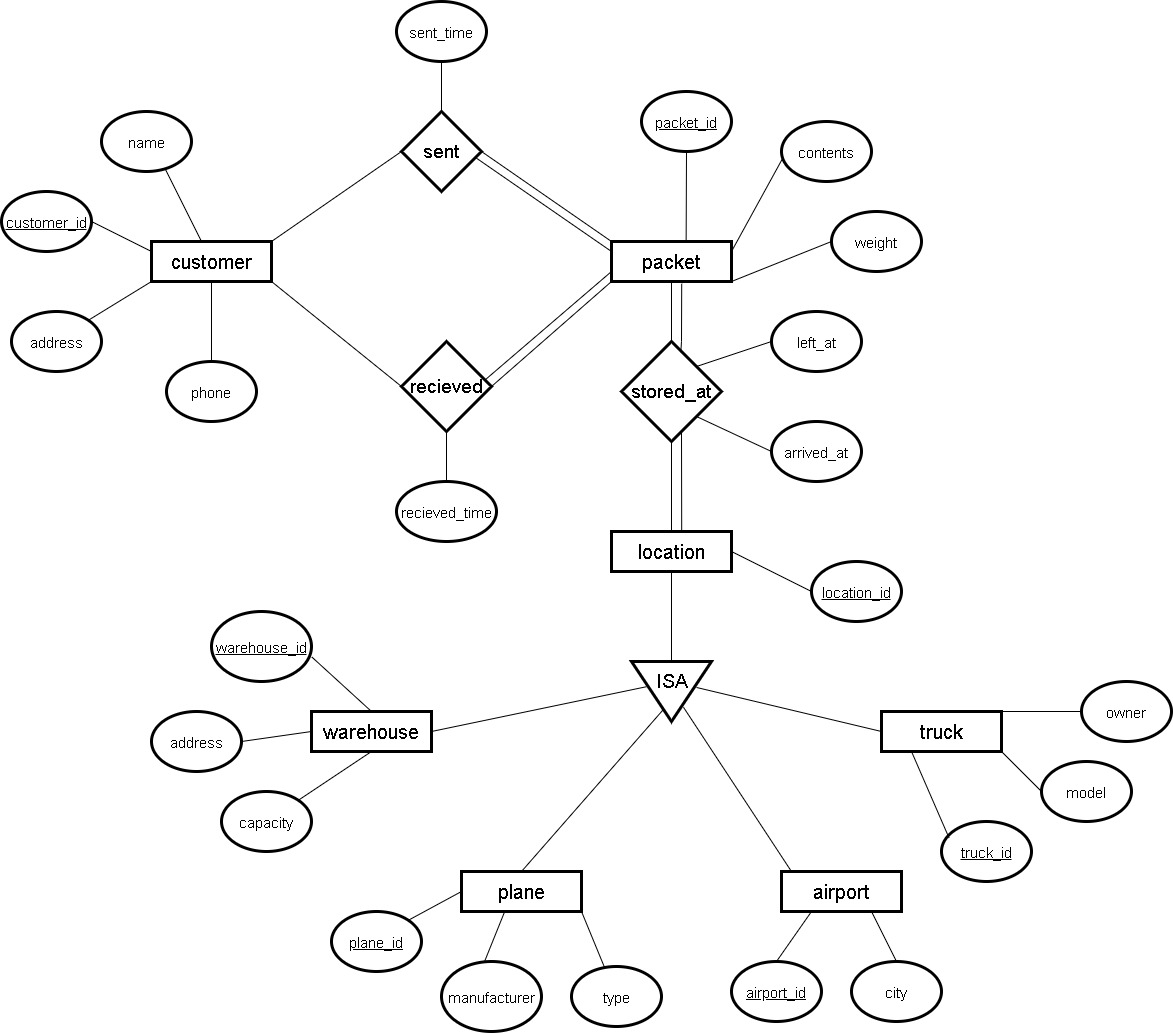 sent_time
packet_id
name
sent
contents
customer_id
weight
customer
packet
address
left_at
phone
recieved
stored_at
arrived_at
recieved_time
location
location_id
warehouse_id
ISA
owner
warehouse
truck
address
model
capacity
truck_id
plane
airport
plane_id
manufacturer
type
airport_id
city